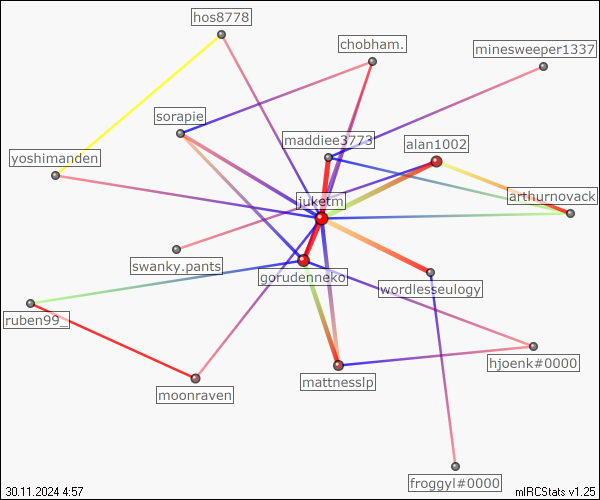 hos8778
chobham.
minesweeper1337
sorapie
maddiee3773
alan1002
yoshimanden
arthurnovack
juketm
swanky.pants
gorudenneko
wordlesseulogy
ruben99_
hjoenk#0000
mattnesslp
moonraven
froggyl#0000
30.11.2024 4:57
mIRCStats v1.25